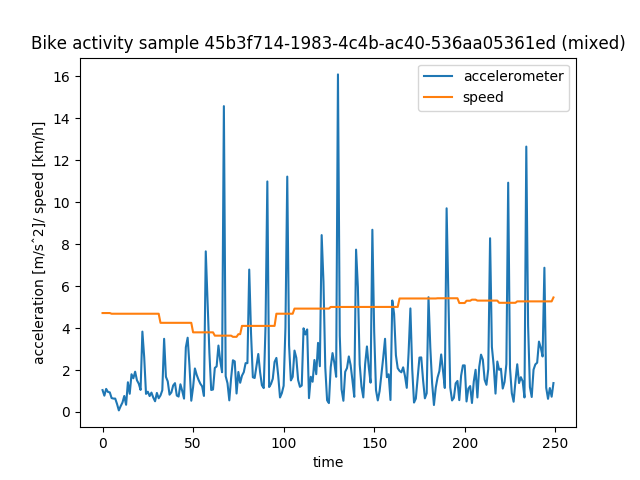 Bike activity sample 45b3f714-1983-4c4b-ac40-536aa05361ed (mixed)
accelerometer
speed
acceleration [m/s^2]/ speed [km/h]
16
14
12
10
8
6
4
2
0
0 50 100 150 200 250
time